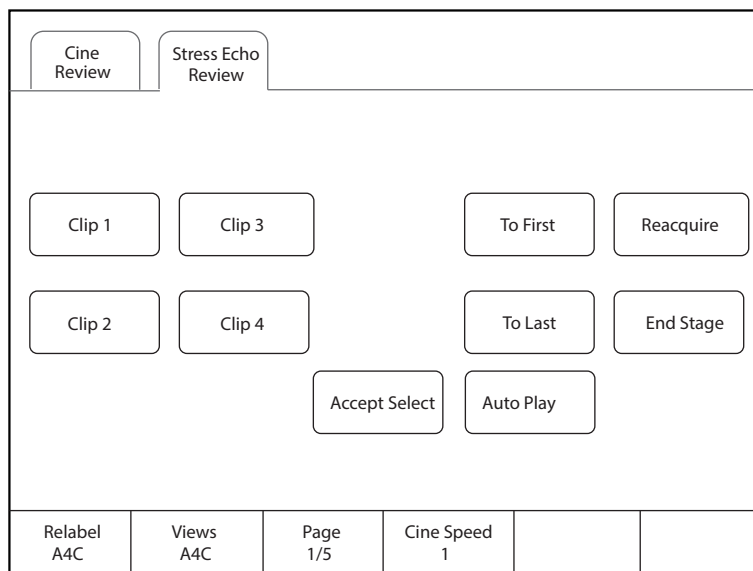 Cine
Review
Stress Echo
Review
Clip 1
Clip 3
To First
Reacquire
Clip 2
Clip 4
To Last
End Stage
Accept Select
Auto Play
Relabel
A4C
Views
A4C
Page
1/5
Cine Speed
1